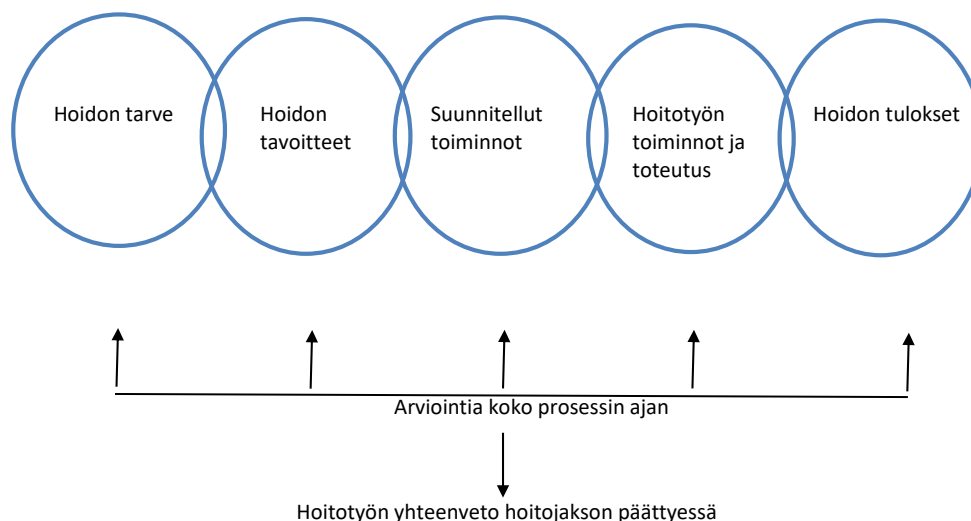 Hoidon tarve
Hoidon
tavoitteet
Suunnitellut
toiminnot
Hoitotyön
toiminnot ja
toteutus
Hoidon tulokset
Arviointia koko prosessin ajan
Hoitotyön yhteenveto hoitojakson päättyessä